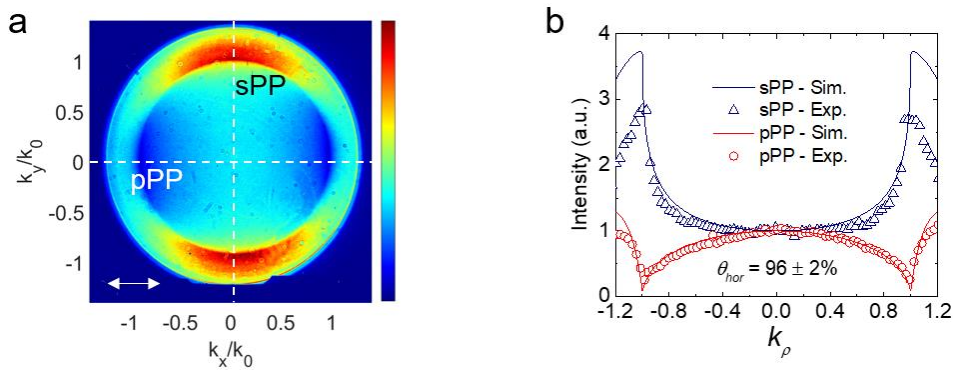 a
1
0.5
0
-0.5
-1
k_y/k_0
sPP
pPP
-1 -0.5 0 0.5 1
k_x/k_0
b
4
3
2
1
0
Intensity (a.u.)
sPP - Sim.
sPP - Exp.
pPP - Sim.
pPP - Exp.
θ_hor = 96 ± 2%
-1.2 -0.8 -0.4 0.0 0.4 0.8 1.2
k_ρ